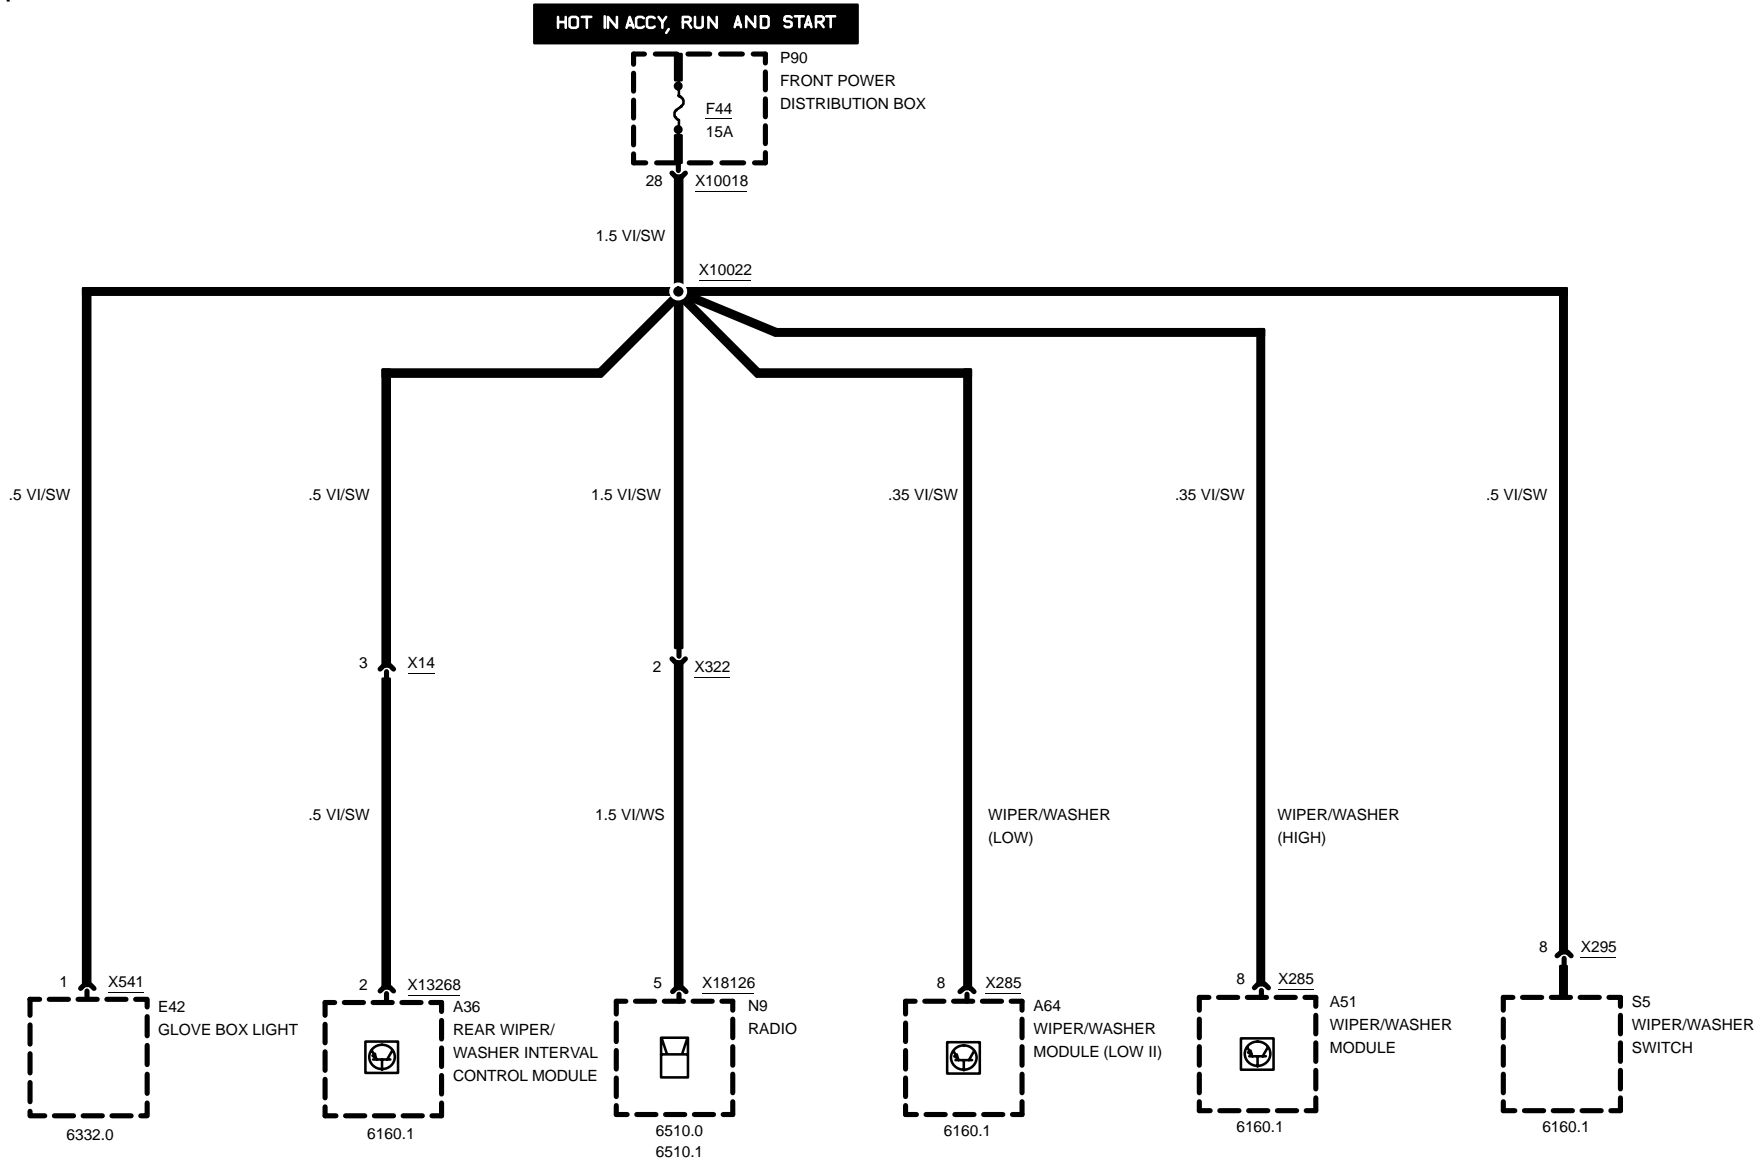 HOT IN ACCY, RUN AND START
P90
FRONT POWER
DISTRIBUTION BOX
F44
15A
28 X10018
1.5 VI/SW
X10022
.5 VI/SW
.5 VI/SW
1.5 VI/SW
.35 VI/SW
.35 VI/SW
.5 VI/SW
3 X14
2 X322
.5 VI/SW
1.5 VI/WS
WIPER/WASHER
(LOW)
WIPER/WASHER
(HIGH)
8 X295
1 X541
2 X13268
5 X18126
8 X285
8 X285
E42
GLOVE BOX LIGHT
A36
REAR WIPER/
WASHER INTERVAL
CONTROL MODULE
N9
RADIO
A64
WIPER/WASHER
MODULE (LOW II)
A51
WIPER/WASHER
MODULE
S5
WIPER/WASHER
SWITCH
6332.0
6160.1
6510.0
6510.1
6160.1
6160.1
6160.1